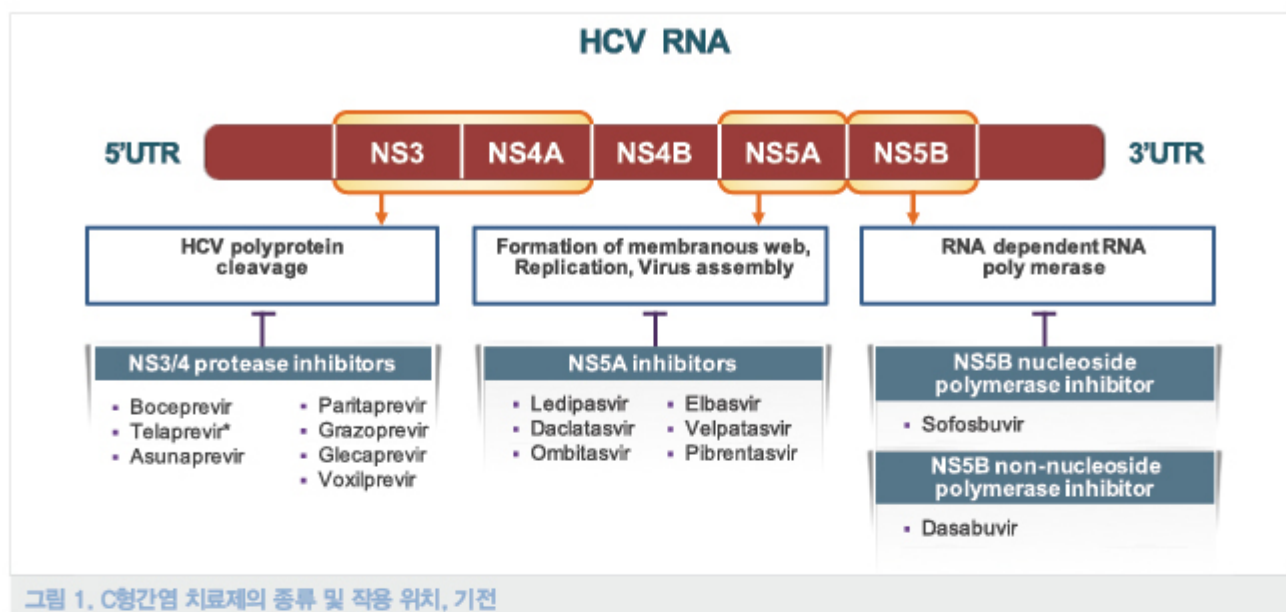 HCV RNA
5'UTR
NS3
NS4A
NS4B
NS5A
NS5B
3'UTR
HCV polyprotein
cleavage
Formation of membranous web,
Replication, Virus assembly
RNA dependent RNA
poly merase
NS3/4 protease inhibitors
▪ Boceprevir
▪ Telaprevir*
▪ Asunaprevir
▪ Paritaprevir
▪ Grazoprevir
▪ Glecaprevir
▪ Voxilprevir
NS5A inhibitors
▪ Ledipasvir
▪ Daclatasvir
▪ Ombitasvir
▪ Elbasvir
▪ Velpatasvir
▪ Pibrentasvir
NS5B nucleoside
polymerase inhibitor
▪ Sofosbuvir
NS5B non-nucleoside
polymerase inhibitor
▪ Dasabuvir
그림 1. C형간염 치료제의 종류 및 작용 위치, 기전